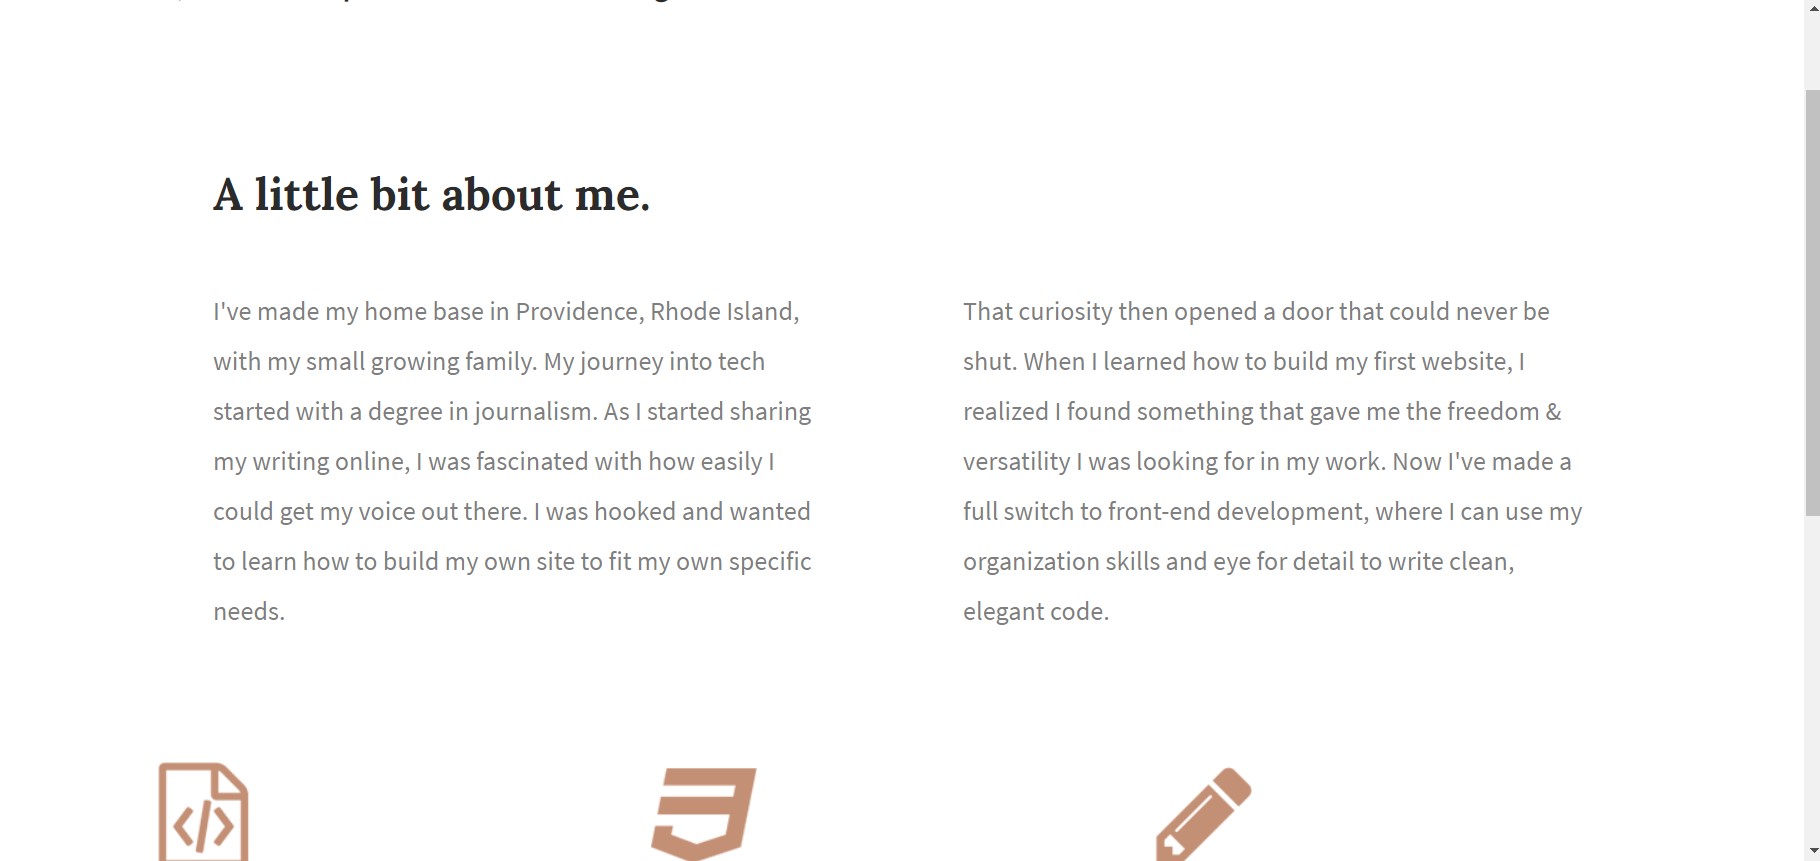 A little bit about me.
I've made my home base in Providence, Rhode Island,
with my small growing family. My journey into tech
started with a degree in journalism. As I started sharing
my writing online, I was fascinated with how easily I
could get my voice out there. I was hooked and wanted
to learn how to build my own site to fit my own specific
needs.
That curiosity then opened a door that could never be
shut. When I learned how to build my first website, I
realized I found something that gave me the freedom &
versatility I was looking for in my work. Now I've made a
full switch to front-end development, where I can use my
organization skills and eye for detail to write clean,
elegant code.